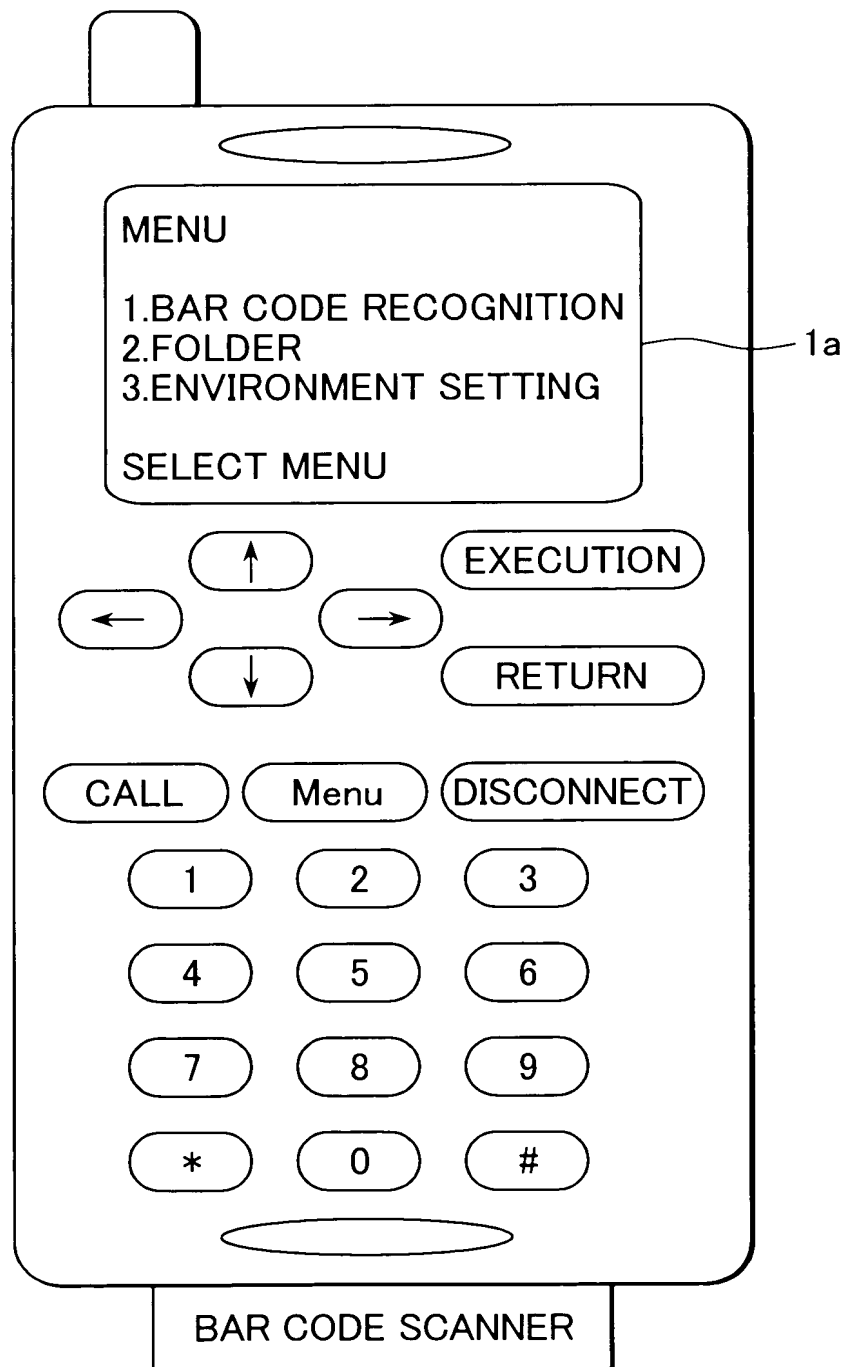 MENU
1.BAR CODE RECOGNITION
2.FOLDER
3.ENVIRONMENT SETTING
SELECT MENU
1a
↑ EXECUTION
← →
↓ RETURN
CALL Menu DISCONNECT
1 2 3
4 5 6
7 8 9
* 0 #
BAR CODE SCANNER